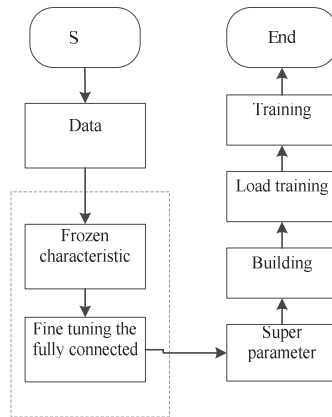 S
Data
Frozen
characteristic
Fine tuning the
fully connected
End
Training
Load training
Building
Super
parameter